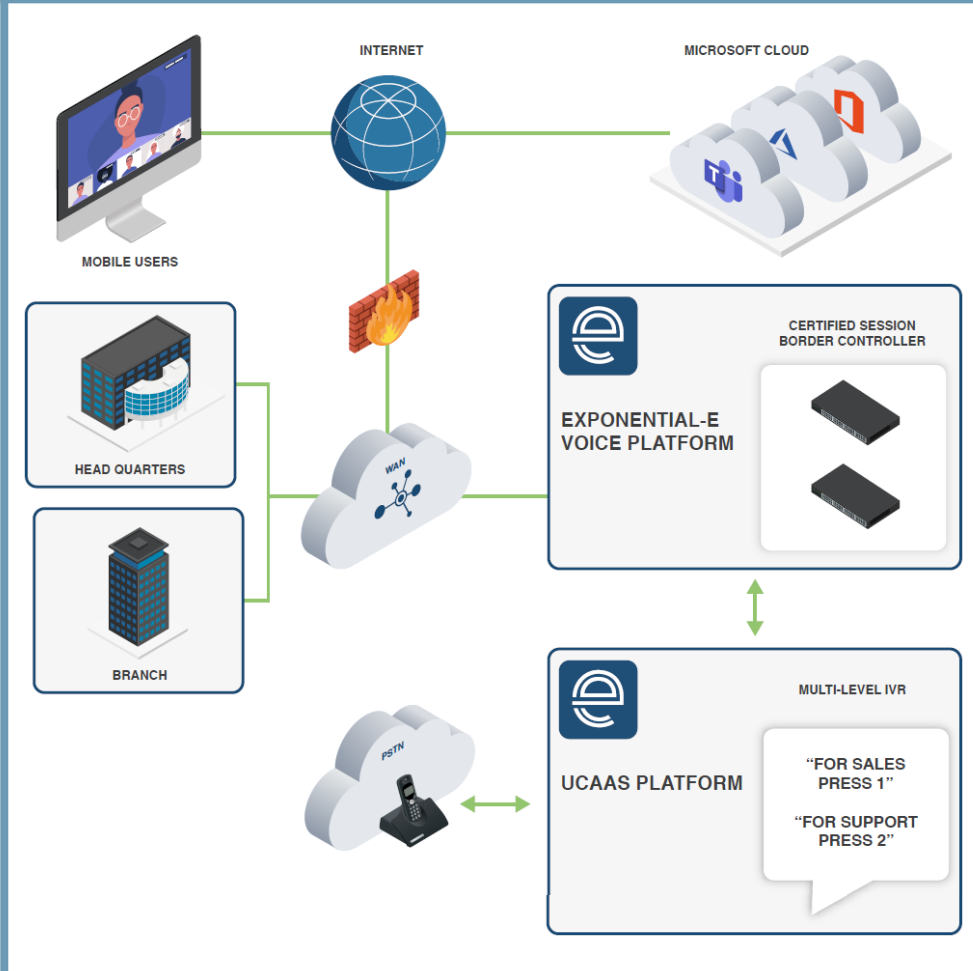 INTERNET
MICROSOFT CLOUD
MOBILE USERS
HEAD QUARTERS
BRANCH
WAN
EXPONENTIAL-E
VOICE PLATFORM
CERTIFIED SESSION
BORDER CONTROLLER
PSTN
UCAAS PLATFORM
MULTI-LEVEL IVR
“FOR SALES
PRESS 1”
“FOR SUPPORT
PRESS 2”